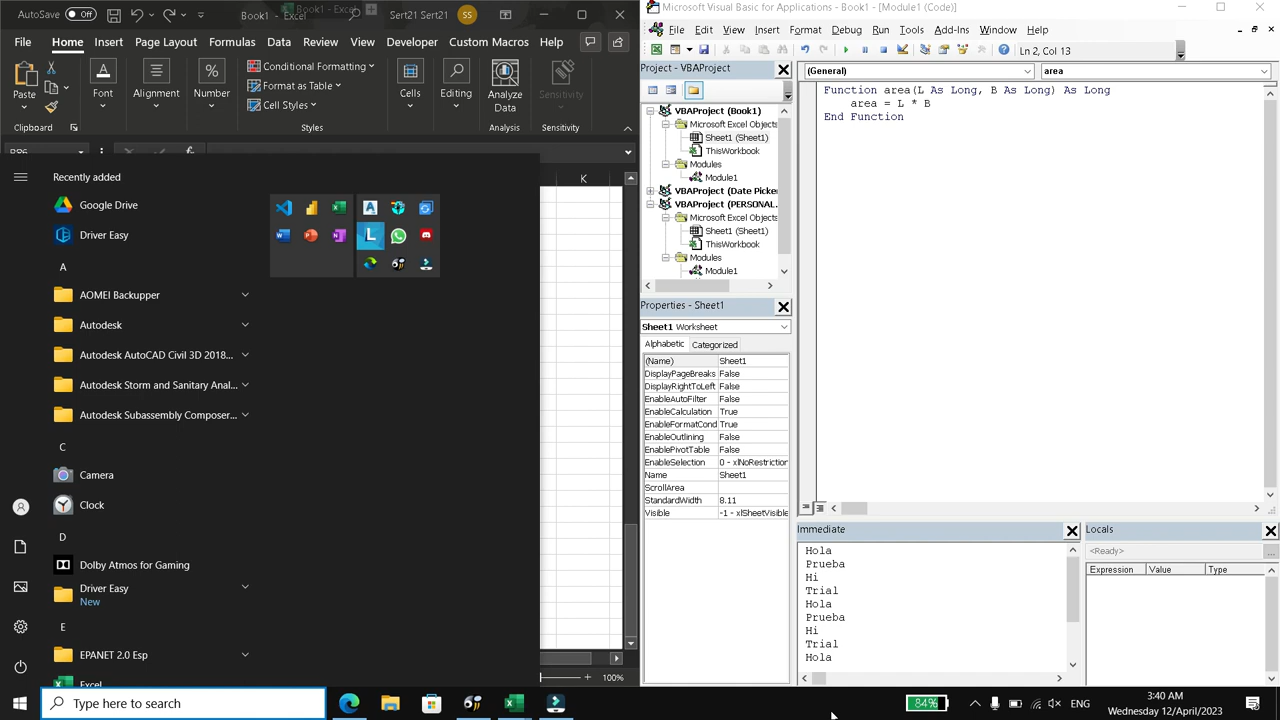 AutoSave Off Book1 - Excel Sert21 Sert21 SS
Book1 - Excel
File Home Insert Page Layout Formulas Data Review View Developer Custom Macros Help
Paste Font Alignment Number Conditional Formatting Format as Table Cell Styles Cells Editing Analyze Data Sensitivity
Clipboard Styles Analysis Sensitivity
K
Recently added
Google Drive
Driver Easy
A
AOMEI Backupper
Autodesk
Autodesk AutoCAD Civil 3D 2018...
Autodesk Storm and Sanitary Anal...
Autodesk Subassembly Composer...
C
Camera
Clock
D
Dolby Atmos for Gaming
Driver Easy
New
E
EPANET 2.0 Esp
Excel
100%
Microsoft Visual Basic for Applications - Book1 - [Module1 (Code)]
File Edit View Insert Format Debug Run Tools Add-Ins Window Help
Ln 2, Col 13
Project - VBAProject
VBAProject (Book1)
Microsoft Excel Objects
Sheet1 (Sheet1)
ThisWorkbook
Modules
Module1
VBAProject (Date Picke
VBAProject (PERSONAL.
Microsoft Excel Objects
Sheet1 (Sheet1)
ThisWorkbook
Modules
Module1
Properties - Sheet1
Sheet1 Worksheet
Alphabetic Categorized
(Name) Sheet1
DisplayPageBreaks False
DisplayRightToLeft False
EnableAutoFilter False
EnableCalculation True
EnableFormatCond True
EnableOutlining False
EnablePivotTable False
EnableSelection 0 - xlNoRestriction
Name Sheet1
ScrollArea
StandardWidth 8.11
Visible -1 - xlSheetVisible
(General) area
Function area(L As Long, B As Long) As Long
area = L * B
End Function
Immediate
Hola
Prueba
Hi
Trial
Hola
Prueba
Hi
Trial
Hola
Locals
<Ready>
Expression Value Type
Type here to search
84%
ENG
3:40 AM
Wednesday 12/April/2023